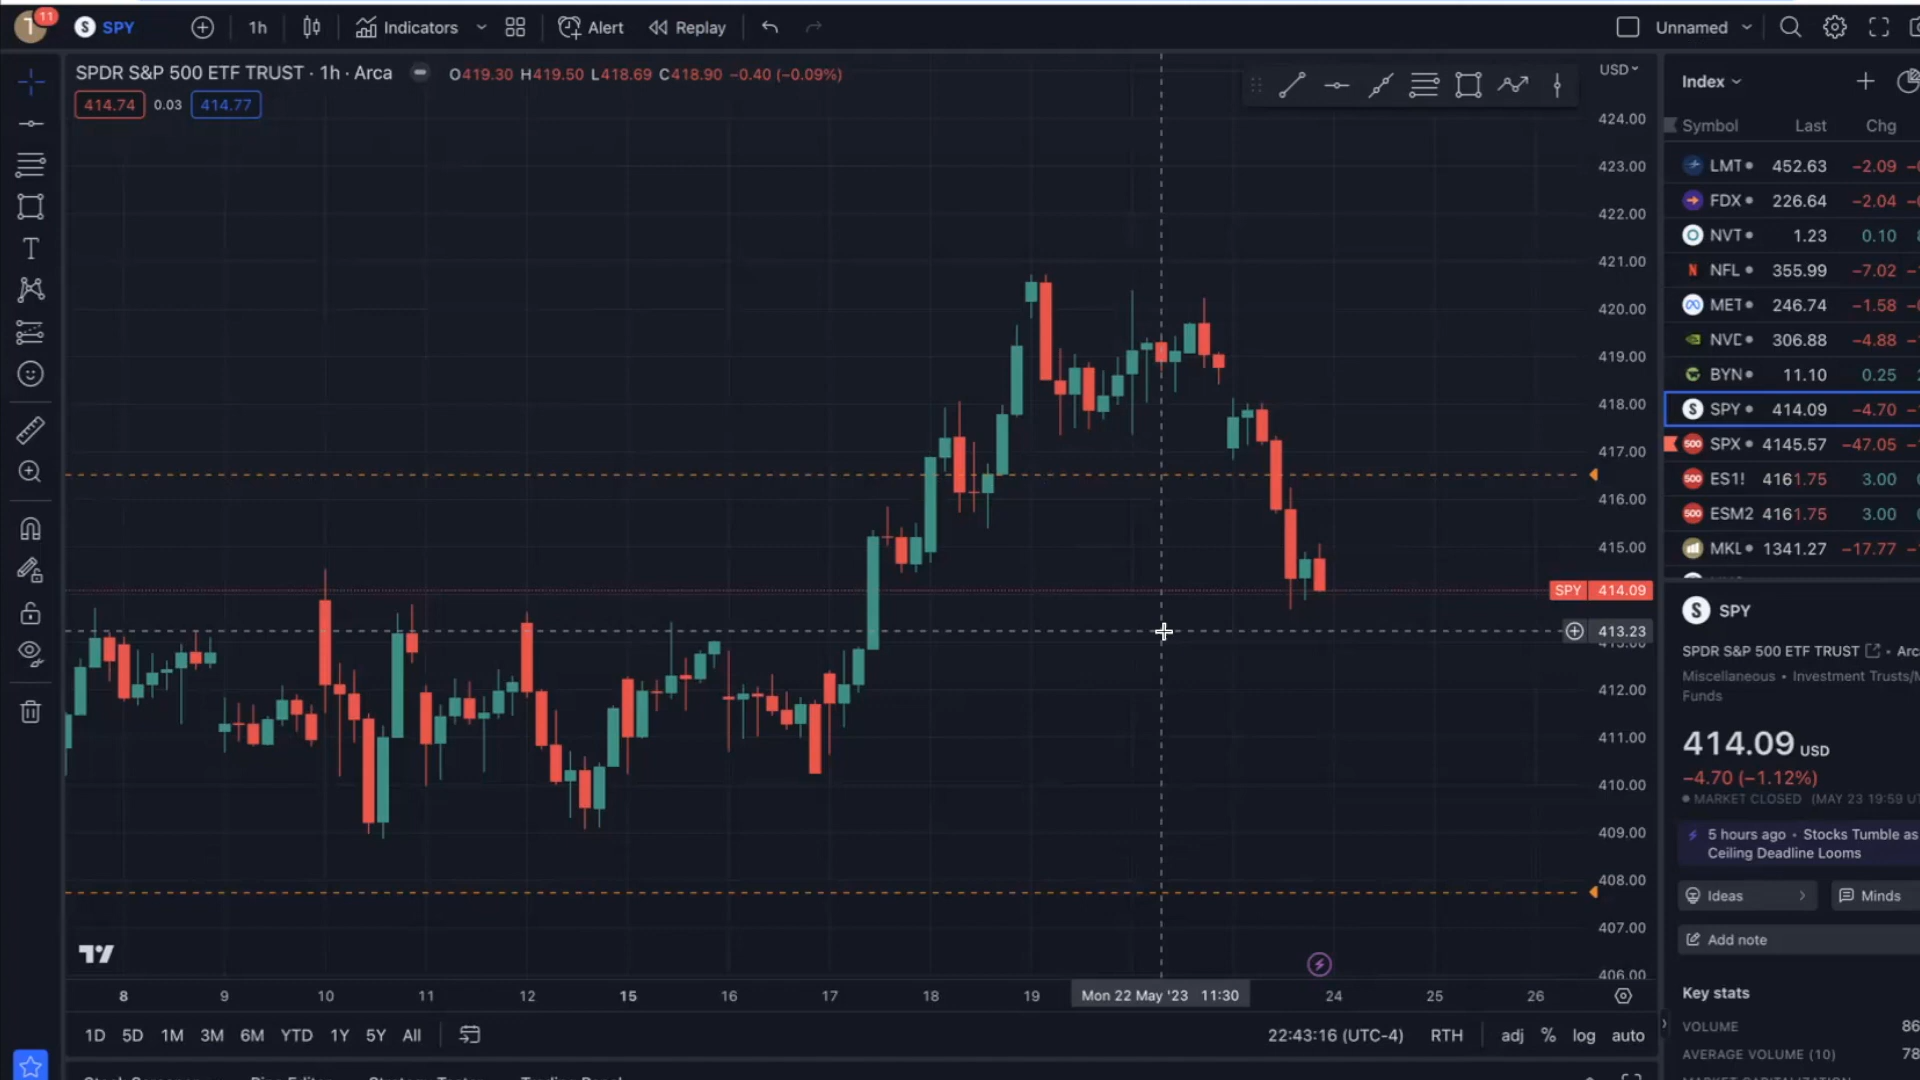 T 11 SPY 1h Indicators Alert Replay Unnamed
SPDR S&P 500 ETF TRUST · 1h · Arca O419.30 H419.50 L418.69 C418.90 −0.40 (−0.09%)
414.74 0.03 414.77
USD
424.00
423.00
422.00
421.00
420.00
419.00
418.00
417.00
416.00
415.00
SPY 414.09
413.23
413.00
412.00
411.00
410.00
409.00
408.00
407.00
406.00
8 9 10 11 12 15 16 17 18 19 Mon 22 May '23 11:30 24 25 26
1D 5D 1M 3M 6M YTD 1Y 5Y All 22:43:16 (UTC-4) RTH adj % log auto
Index
Symbol Last Chg
LMT 452.63 −2.09
FDX 226.64 −2.04
NVT 1.23 0.10
NFL 355.99 −7.02
MET 246.74 −1.58
NVD 306.88 −4.88
BYN 11.10 0.25
SPY 414.09 −4.70
500 SPX 4145.57 −47.05
500 ES1! 4161.75 3.00
500 ESM2 4161.75 3.00
MKL 1341.27 −17.77
S SPY
SPDR S&P 500 ETF TRUST • Arca
Miscellaneous • Investment Trusts/M
Funds
414.09 USD
−4.70 (−1.12%)
MARKET CLOSED (MAY 23 19:59 UT
5 hours ago • Stocks Tumble as
Ceiling Deadline Looms
Ideas Minds
Add note
Key stats
VOLUME 86
AVERAGE VOLUME (10) 78